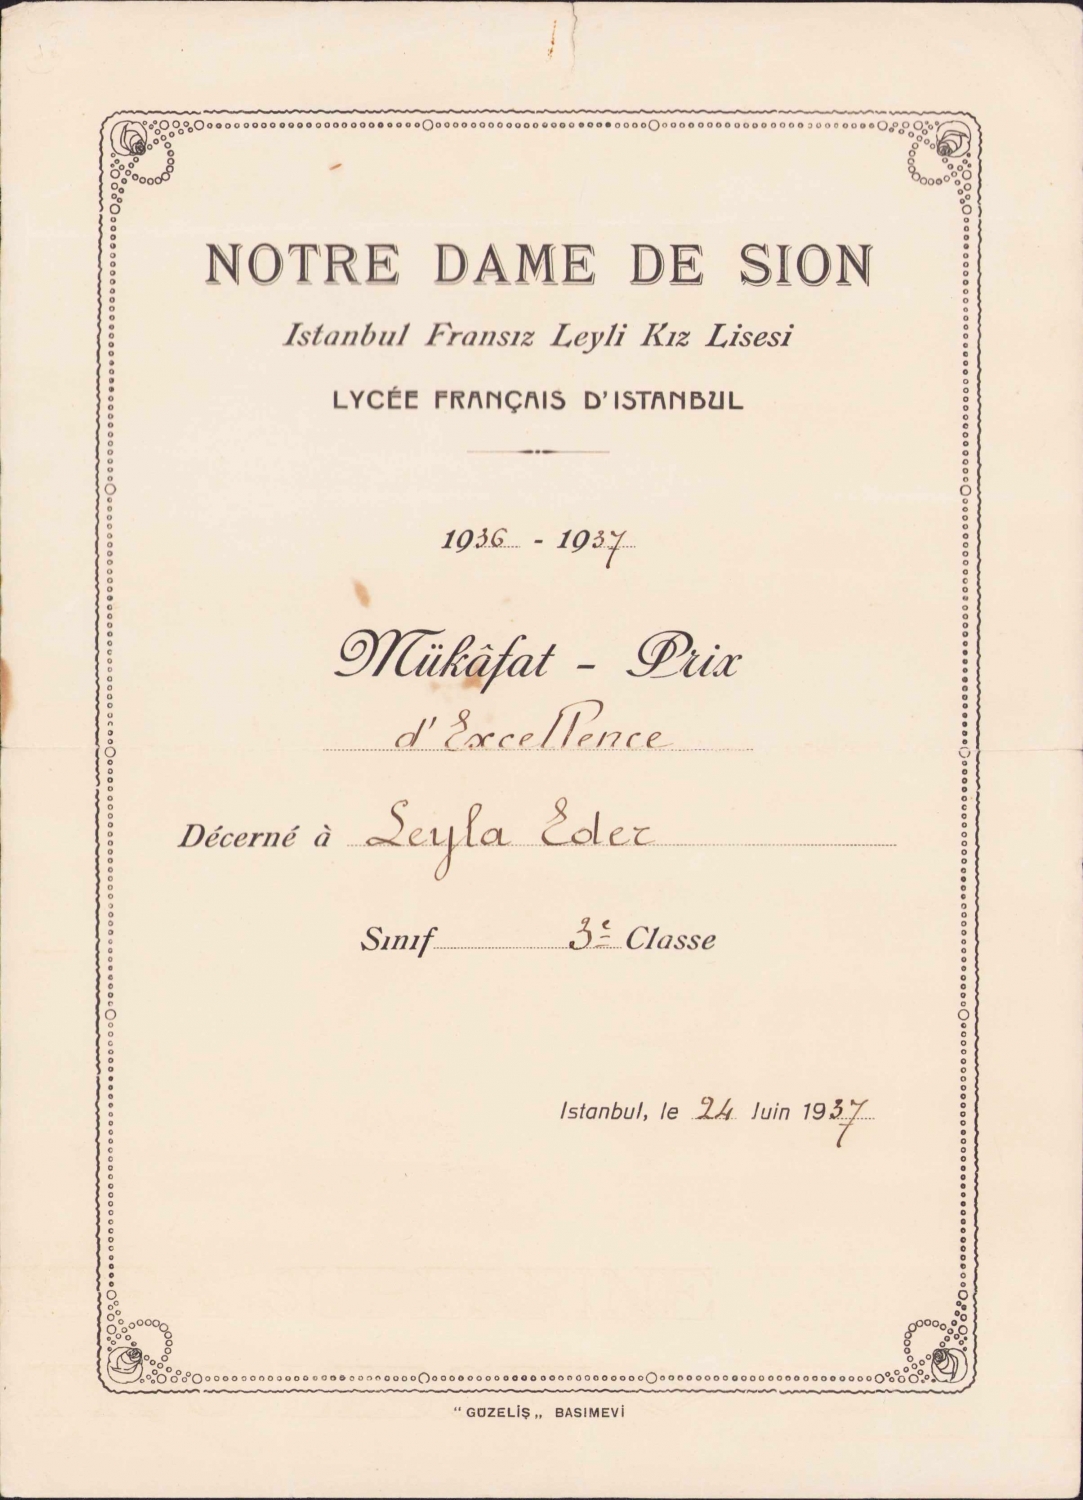 NOTRE DAME DE SION
Istanbul Fransız Leyli Kız Lisesi
LYCÉE FRANÇAIS D'ISTANBUL
1936 - 1937
Mükâfat - Prix
d'Excellence
Décerné à Leyla Eder
Sınıf 3e Classe
Istanbul, le 24 Juin 1937
“ GÜZELİŞ „ BASIMEVİ